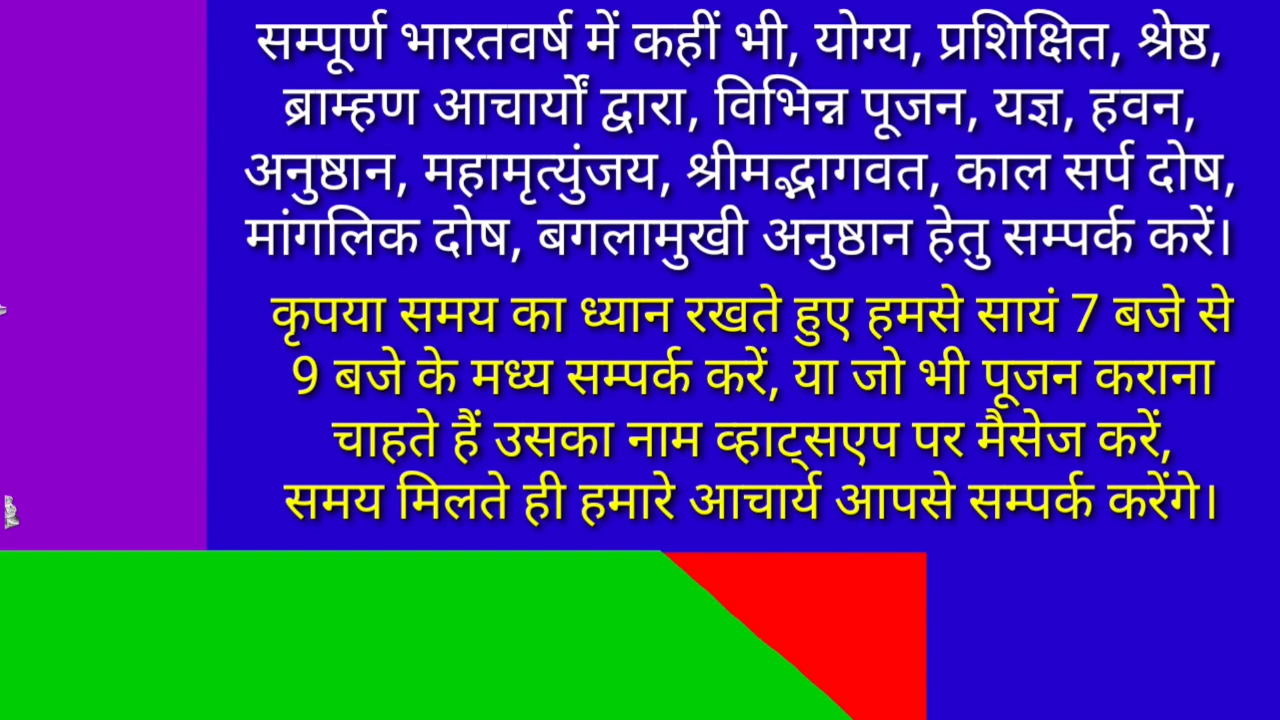 सम्पूर्ण भारतवर्ष में कहीं भी, योग्य, प्रशिक्षित, श्रेष्ठ,
ब्राम्हण आचार्यों द्वारा, विभिन्न पूजन, यज्ञ, हवन,
अनुष्ठान, महामृत्युंजय, श्रीमद्भागवत, काल सर्प दोष,
मांगलिक दोष, बगलामुखी अनुष्ठान हेतु सम्पर्क करें।
कृपया समय का ध्यान रखते हुए हमसे सायं 7 बजे से
9 बजे के मध्य सम्पर्क करें, या जो भी पूजन कराना
चाहते हैं उसका नाम व्हाट्सएप पर मैसेज करें,
समय मिलते ही हमारे आचार्य आपसे सम्पर्क करेंगे।